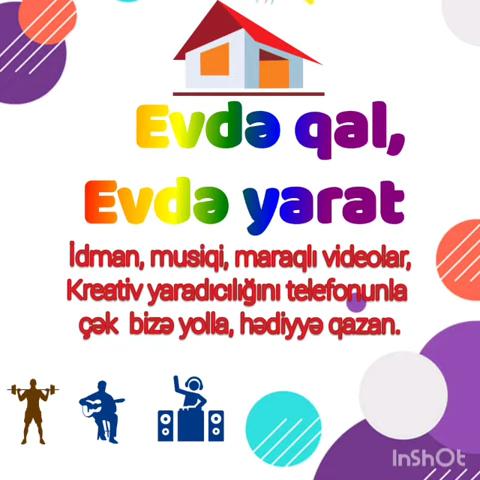 Evdə qal,
Evdə yarat
İdman, musiqi, maraqlı videolar,
Kreativ yaradıcılığını telefonunla
çək bizə yolla, hədiyyə qazan.
InShOt